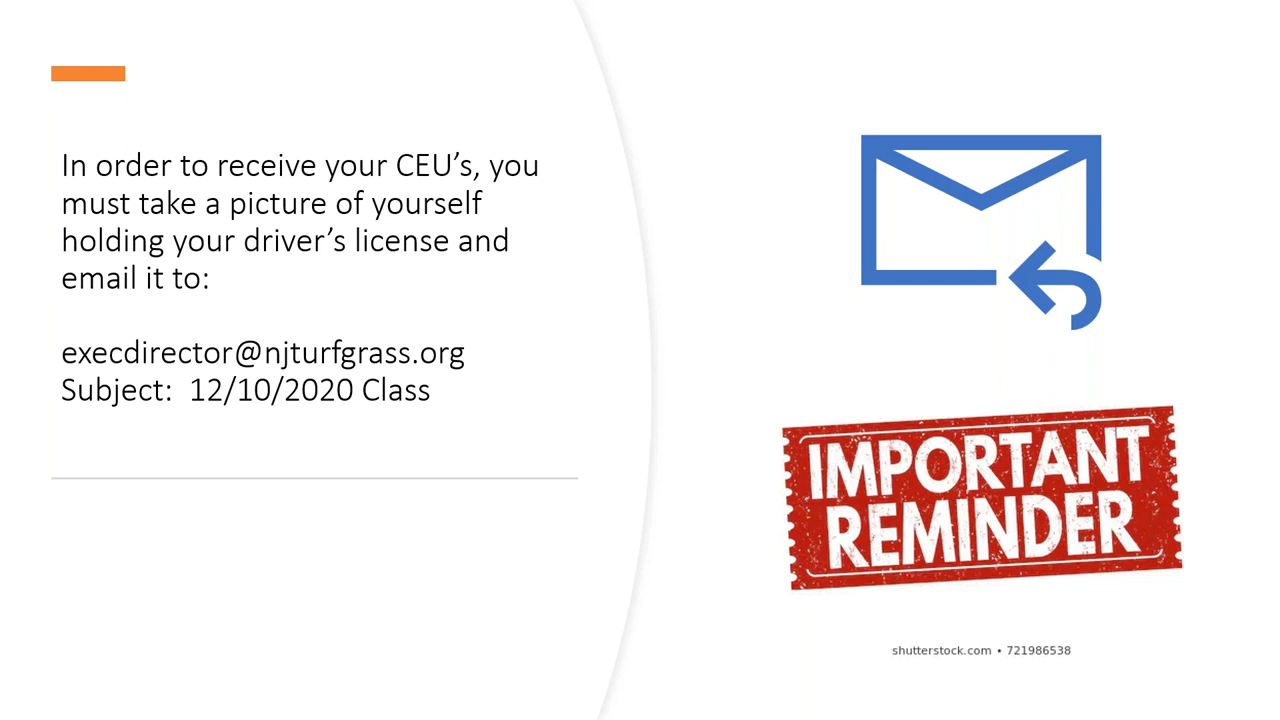 In order to receive your CEU’s, you
must take a picture of yourself
holding your driver’s license and
email it to:
execdirector@njturfgrass.org
Subject:  12/10/2020 Class
IMPORTANT
REMINDER
shutterstock.com • 721986538